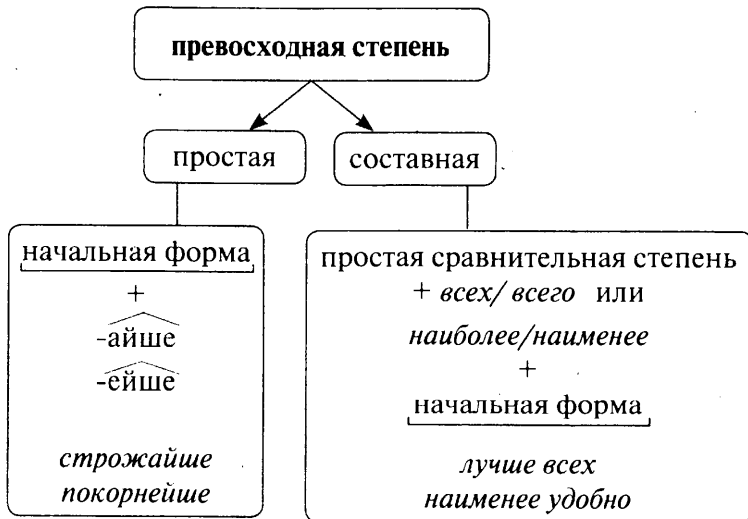 превосходная степень
простая
составная
начальная форма
+
-айше
-ейше
строжайше
покорнейше
простая сравнительная степень
+ всех/ всего или
наиболее/наименее
+
начальная форма
лучше всех
наименее удобно